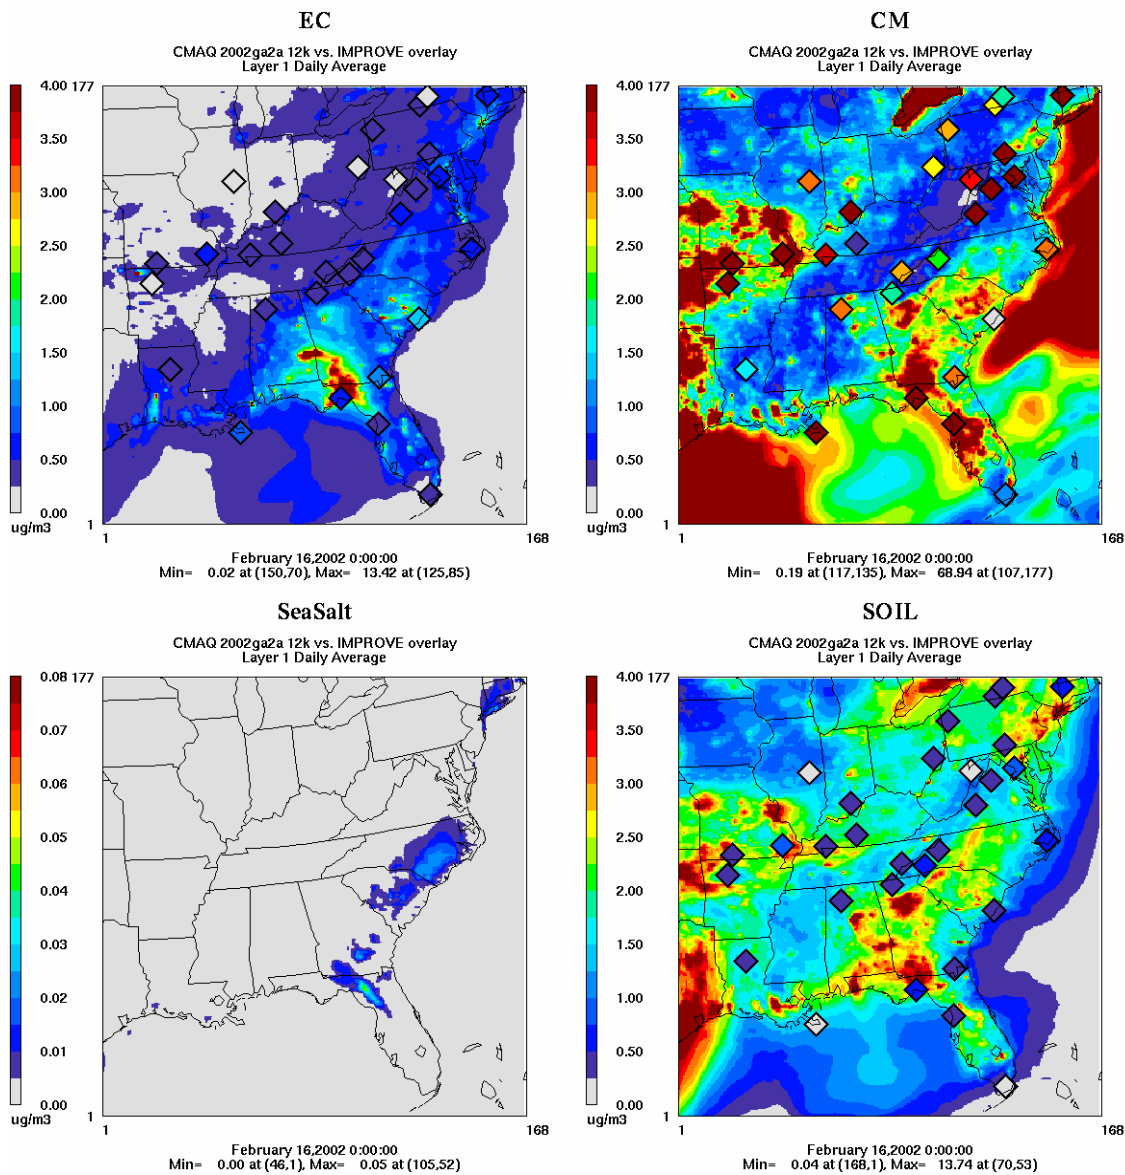 EC
CMAQ 2002ga2a 12k vs. IMPROVE overlay
Layer 1 Daily Average
4.00 177
3.50
3.00
2.50
2.00
1.50
1.00
0.50
0.00
ug/m3
1
1 168
February 16,2002 0:00:00
Min= 0.02 at (150,70), Max= 13.42 at (125,85)
CM
CMAQ 2002ga2a 12k vs. IMPROVE overlay
Layer 1 Daily Average
4.00 177
3.50
3.00
2.50
2.00
1.50
1.00
0.50
0.00
ug/m3
1
1 168
February 16,2002 0:00:00
Min= 0.19 at (117,135), Max= 68.94 at (107,177)
SeaSalt
CMAQ 2002ga2a 12k vs. IMPROVE overlay
Layer 1 Daily Average
0.08 177
0.07
0.06
0.05
0.04
0.03
0.02
0.01
0.00
ug/m3
1
1 168
February 16,2002 0:00:00
Min= 0.00 at (46,1), Max= 0.05 at (105,52)
SOIL
CMAQ 2002ga2a 12k vs. IMPROVE overlay
Layer 1 Daily Average
4.00 177
3.50
3.00
2.50
2.00
1.50
1.00
0.50
0.00
ug/m3
1
1 168
February 16,2002 0:00:00
Min= 0.04 at (168,1), Max= 13.74 at (70,53)